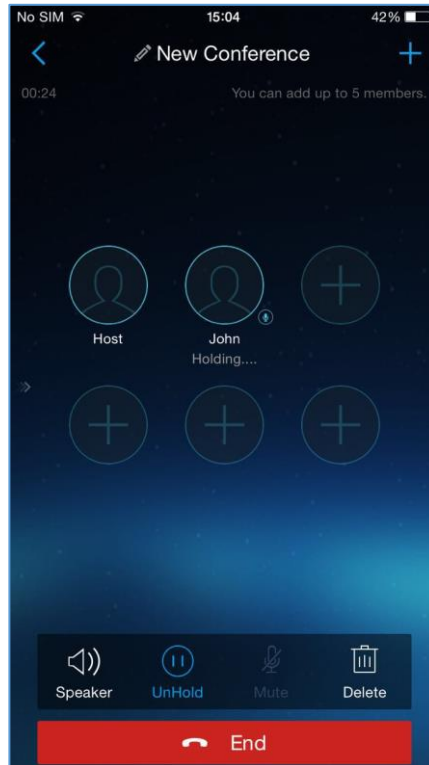 No SIM 15:04 42%
New Conference
00:24 You can add up to 5 members.
Host John
Holding....
Speaker UnHold Mute Delete
End